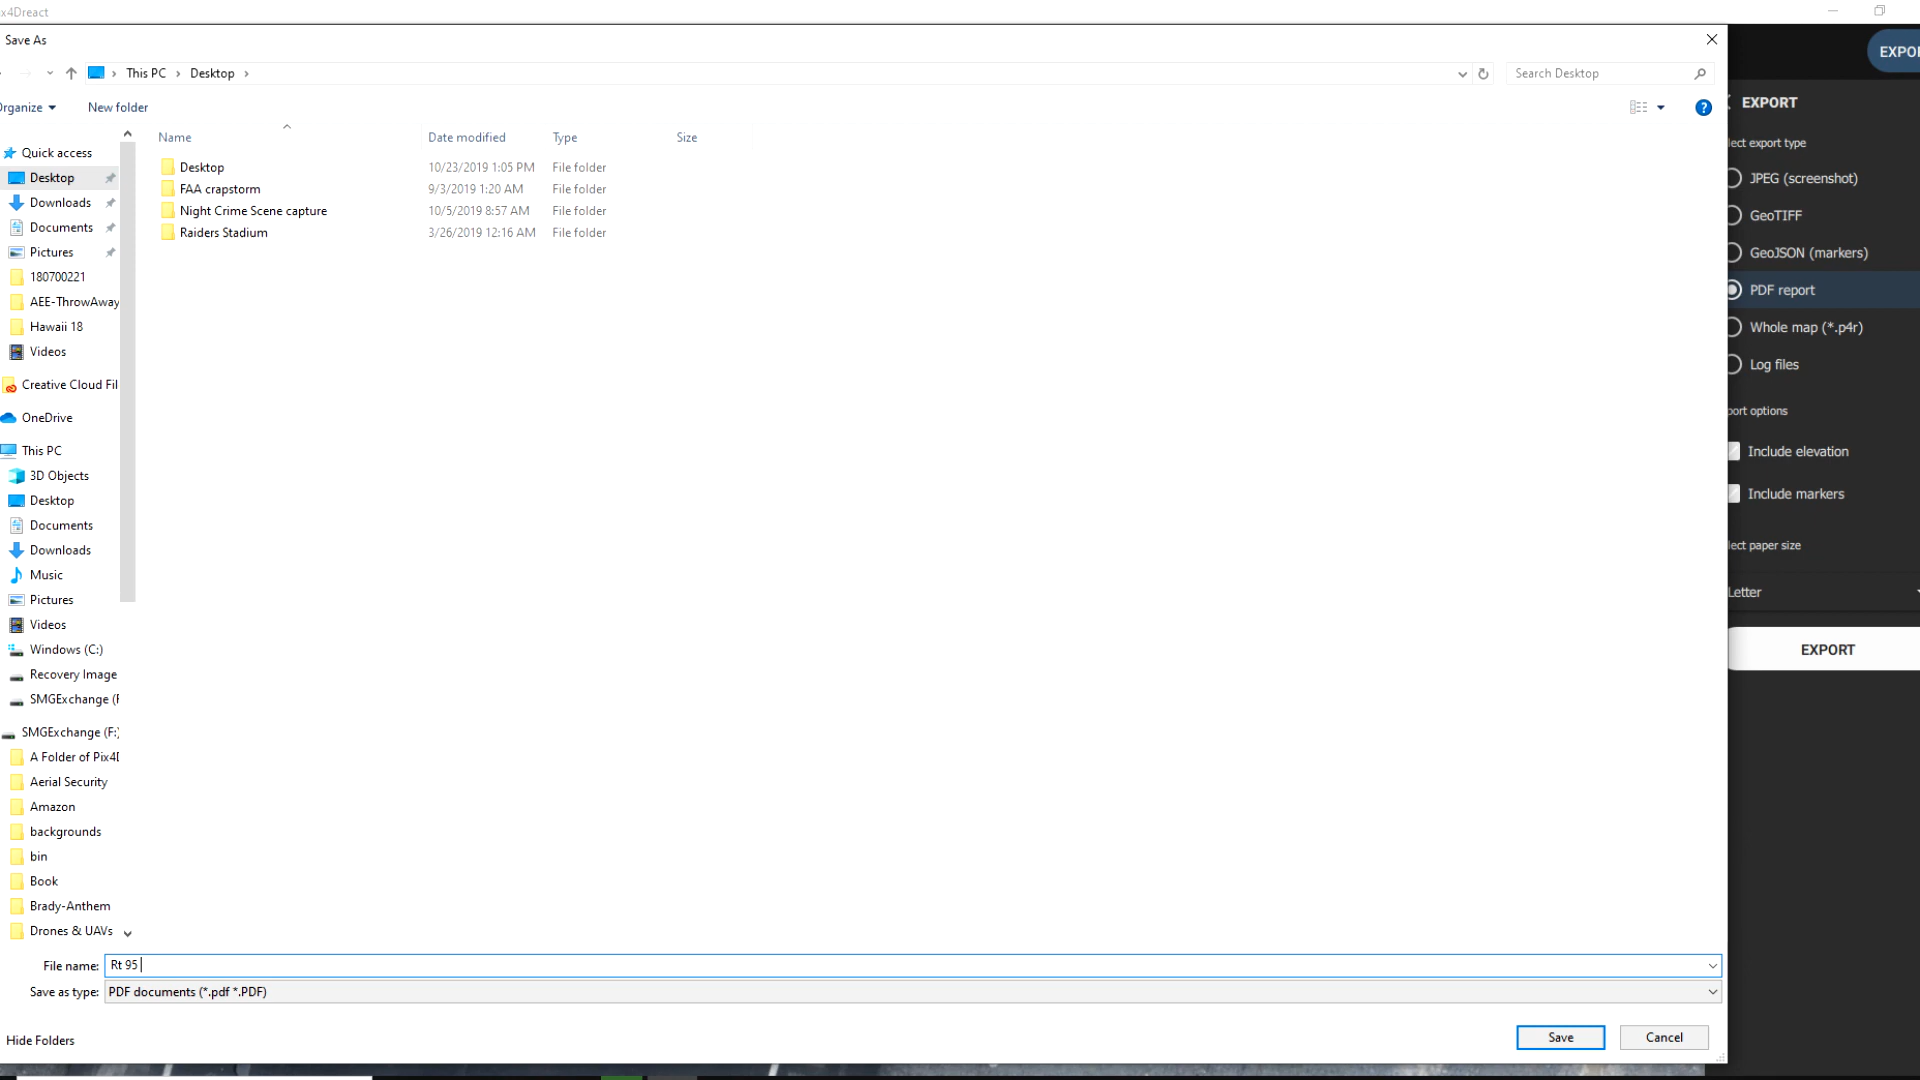 x4Dreact
Save As
This PC > Desktop >
Search Desktop
EXPO
Organize
New folder
EXPORT
Name
Date modified
Type
Size
lect export type
Quick access
Desktop 10/23/2019 1:05 PM File folder
Desktop
JPEG (screenshot)
FAA crapstorm 9/3/2019 1:20 AM File folder
Downloads
Night Crime Scene capture 10/5/2019 8:57 AM File folder
GeoTIFF
Documents
Raiders Stadium 3/26/2019 12:16 AM File folder
Pictures
GeoJSON (markers)
180700221
PDF report
AEE-ThrowAway
Hawaii 18
Whole map (*.p4r)
Videos
Log files
Creative Cloud Fil
port options
OneDrive
This PC
Include elevation
3D Objects
Include markers
Desktop
Documents
lect paper size
Downloads
Music
Letter
Pictures
Videos
Windows (C:)
EXPORT
Recovery Image
SMGExchange (F
SMGExchange (F:)
A Folder of Pix4D
Aerial Security
Amazon
backgrounds
bin
Book
Brady-Anthem
Drones & UAVs
File name: Rt 95
Save as type: PDF documents (*.pdf *.PDF)
Hide Folders
Save
Cancel